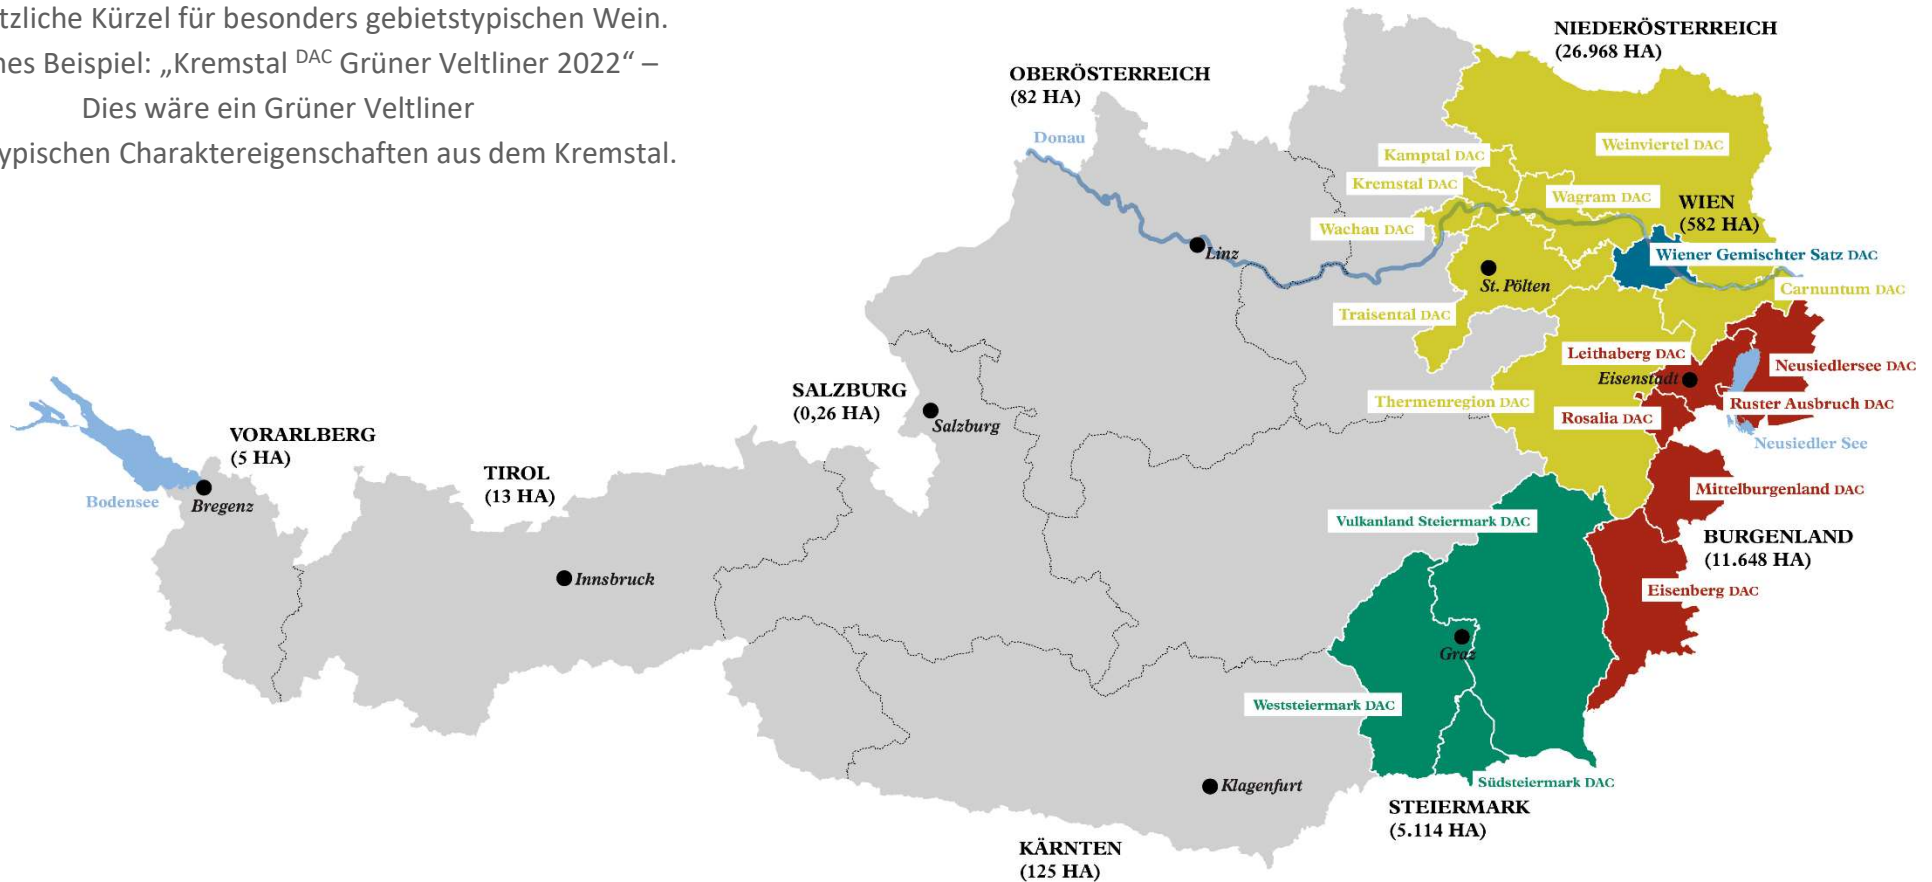 tzliche Kürzel für besonders gebietstypischen Wein.
nes Beispiel: „Kremstal DAC Grüner Veltliner 2022“ –
Dies wäre ein Grüner Veltliner
ypischen Charaktereigenschaften aus dem Kremstal.
NIEDERÖSTERREICH
(26.968 HA)
OBERÖSTERREICH
(82 HA)
Donau
Weinviertel DAC
Kamptal DAC
Kremstal DAC
Wagram DAC
WIEN
(582 HA)
Wachau DAC
Linz
Wiener Gemischter Satz DAC
St. Pölten
Carnuntum DAC
Traisental DAC
Leithaberg DAC
Neusiedlersee DAC
Eisenstadt
SALZBURG
(0,26 HA)
Salzburg
Thermenregion DAC
Ruster Ausbruch DAC
Rosalia DAC
Neusiedler See
VORARLBERG
(5 HA)
TIROL
(13 HA)
Bodensee
Bregenz
Mittelburgenland DAC
Vulkanland Steiermark DAC
BURGENLAND
(11.648 HA)
Innsbruck
Eisenberg DAC
Graz
Weststeiermark DAC
Südsteiermark DAC
Klagenfurt
STEIERMARK
(5.114 HA)
KÄRNTEN
(125 HA)